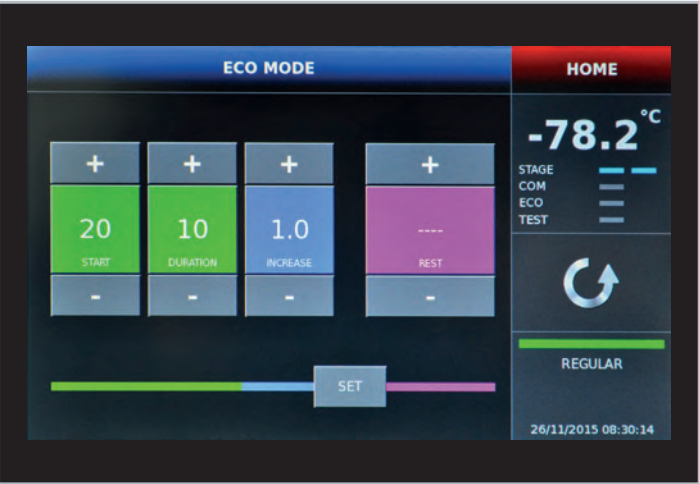 ECO MODE
HOME
-78.2°C
STAGE
COM
ECO
TEST
+ + + +
20 10 1.0 ----
START DURATION INCREASE REST
- - - -
SET
REGULAR
26/11/2015 08:30:14